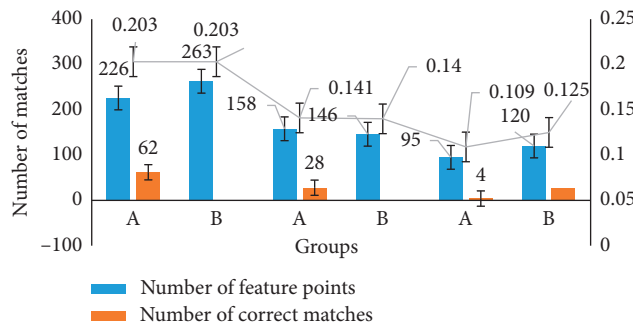 Number of matches
400
300
200
100
0
−100
0.25
0.2
0.15
0.1
0.05
0
0.203
0.203
0.141
0.14
0.109
0.125
226
263
158
146
95
120
62
28
4
A
B
A
B
A
B
Groups
Number of feature points
Number of correct matches